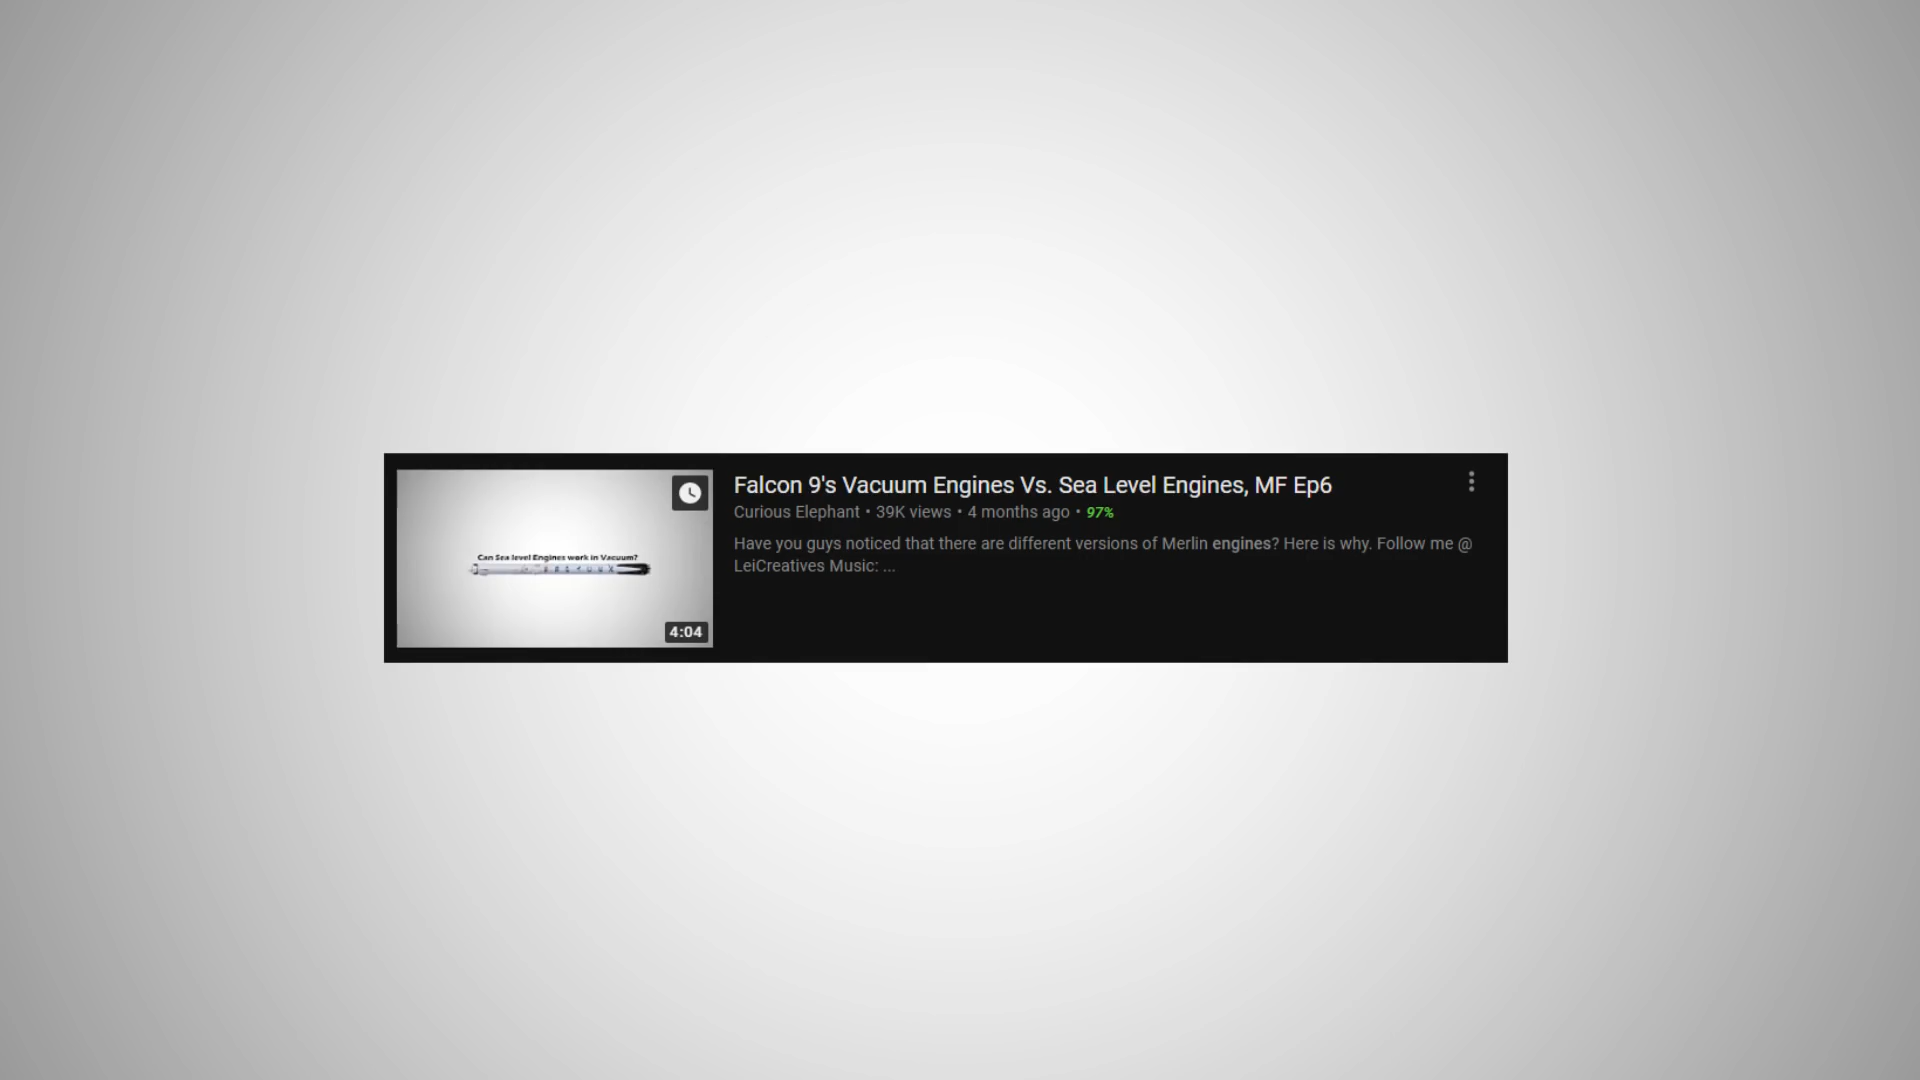 Falcon 9's Vacuum Engines Vs. Sea Level Engines, MF Ep6
Curious Elephant • 39K views • 4 months ago • 97%
Have you guys noticed that there are different versions of Merlin engines? Here is why. Follow me @
LeiCreatives Music: ...
Can Sea level Engines work in Vacuum?
4:04